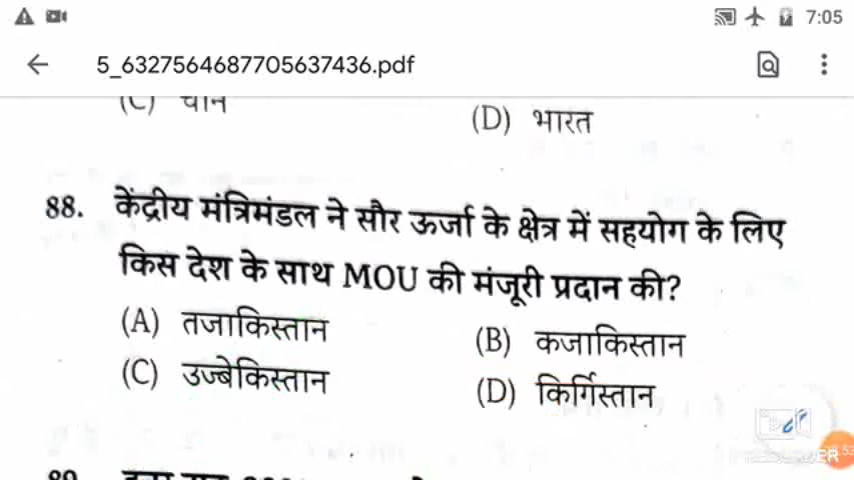 7:05
5_6327564687705637436.pdf
(C) चीन
(D) भारत
88. केंद्रीय मंत्रिमंडल ने सौर ऊर्जा के क्षेत्र में सहयोग के लिए
किस देश के साथ MOU की मंजूरी प्रदान की?
(A) तजाकिस्तान
(B) कजाकिस्तान
(C) उज्बेकिस्तान
(D) किर्गिस्तान